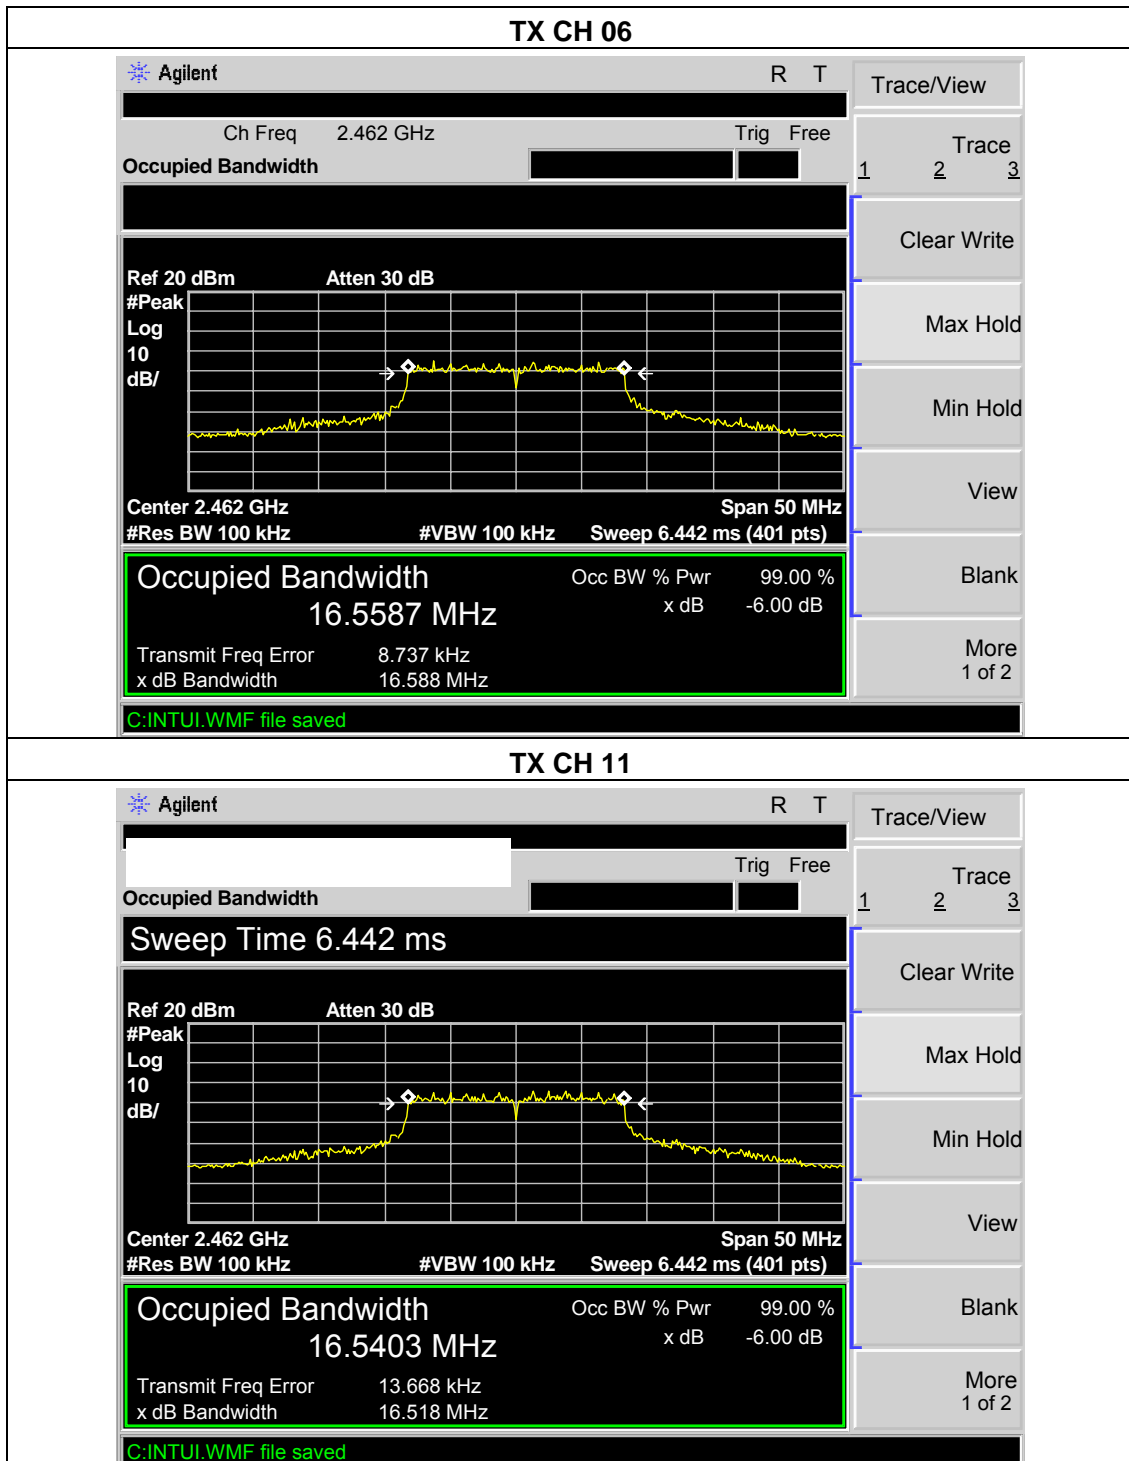 TX CH 06
Agilent R T
Trace/View
Ch Freq 2.462 GHz Trig Free
Occupied Bandwidth
Trace
1 2 3
Clear Write
Ref 20 dBm Atten 30 dB
#Peak
Log
10
dB/
Max Hold
Min Hold
View
Center 2.462 GHz Span 50 MHz
#Res BW 100 kHz #VBW 100 kHz Sweep 6.442 ms (401 pts)
Occupied Bandwidth Occ BW % Pwr 99.00 %
16.5587 MHz x dB -6.00 dB
Blank
Transmit Freq Error 8.737 kHz
x dB Bandwidth 16.588 MHz
More
1 of 2
C:INTUI.WMF file saved
TX CH 11
Agilent R T
Trace/View
Trig Free
Occupied Bandwidth
Trace
1 2 3
Sweep Time 6.442 ms
Clear Write
Ref 20 dBm Atten 30 dB
#Peak
Log
10
dB/
Max Hold
Min Hold
View
Center 2.462 GHz Span 50 MHz
#Res BW 100 kHz #VBW 100 kHz Sweep 6.442 ms (401 pts)
Occupied Bandwidth Occ BW % Pwr 99.00 %
16.5403 MHz x dB -6.00 dB
Blank
Transmit Freq Error 13.668 kHz
x dB Bandwidth 16.518 MHz
More
1 of 2
C:INTUI.WMF file saved